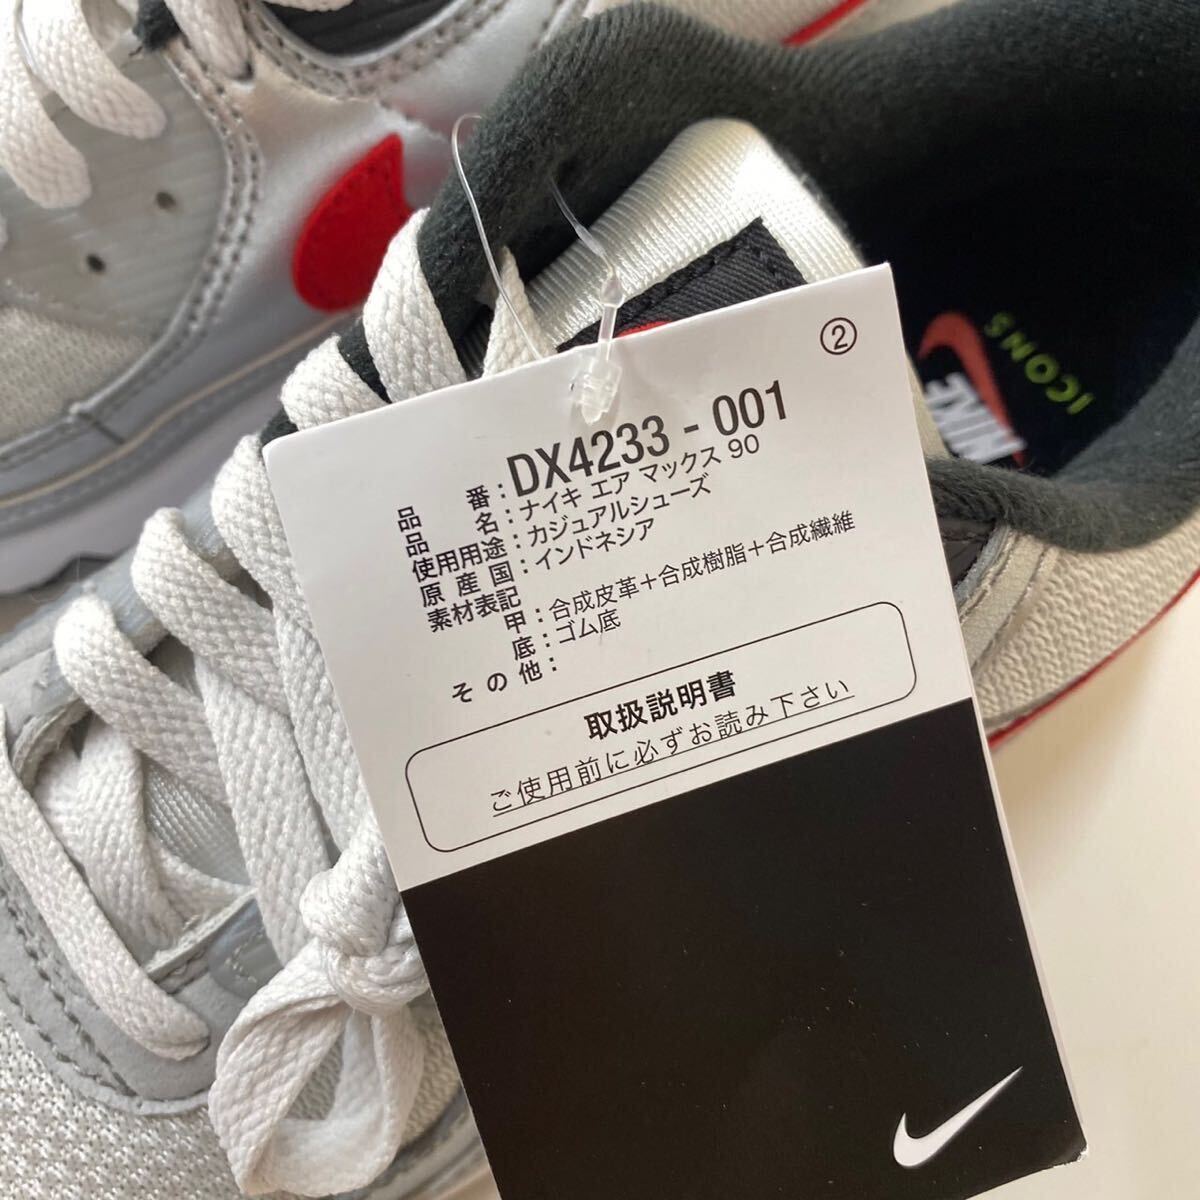 ②
品番：DX4233 - 001
品名：ナイキ エア マックス 90
使用用途：カジュアルシューズ
原産国：インドネシア
素材表記
甲：合成皮革＋合成樹脂＋合成繊維
底：ゴム底
その他：
取扱説明書
ご使用前に必ずお読み下さい
NIKE
ICONS